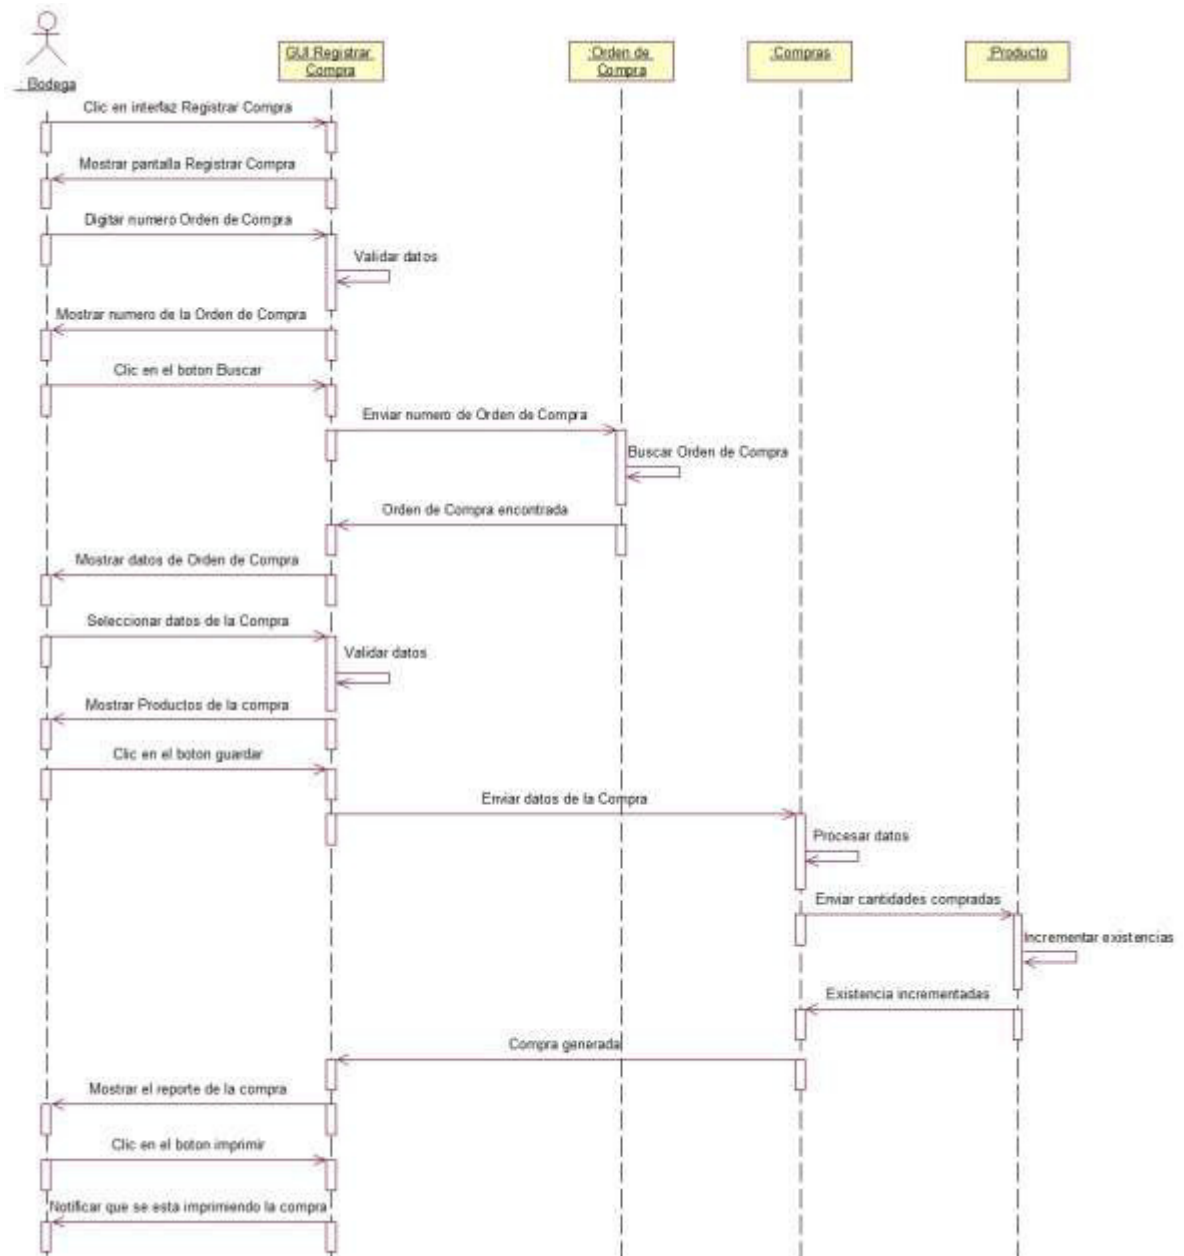 : Bodega
GUI:Registrar
Compra
:Orden de
Compra
:Compras
:Producto
Clic en interfaz Registrar Compra
Mostrar pantalla Registrar Compra
Digitar numero Orden de Compra
Validar datos
Mostrar numero de la Orden de Compra
Clic en el boton Buscar
Enviar numero de Orden de Compra
Buscar Orden de Compra
Orden de Compra encontrada
Mostrar datos de Orden de Compra
Seleccionar datos de la Compra
Validar datos
Mostrar Productos de la compra
Clic en el boton guardar
Enviar datos de la Compra
Procesar datos
Enviar cantidades compradas
Incrementar existencias
Existencia incrementadas
Compra generada
Mostrar el reporte de la compra
Clic en el boton imprimir
Notificar que se esta imprimiendo la compra